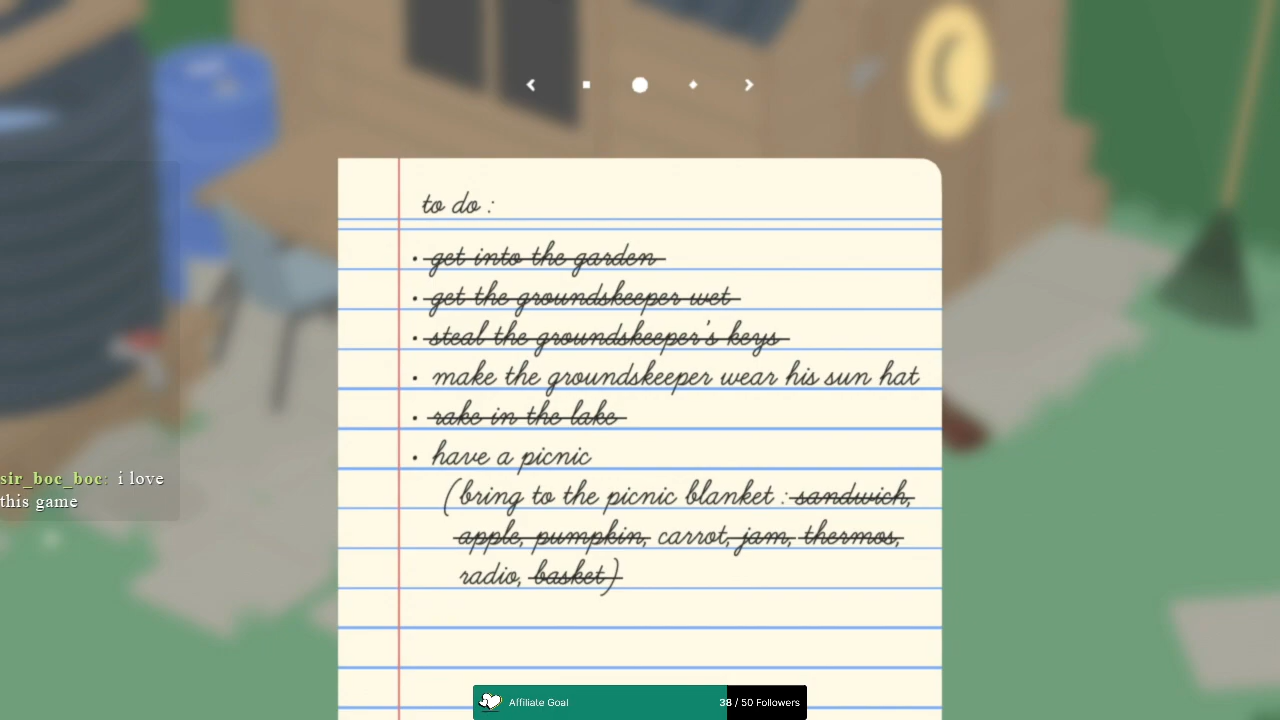 to do :
• get into the garden
• get the groundskeeper wet
• steal the groundskeeper's keys
• make the groundskeeper wear his sun hat
• rake in the lake
• have a picnic
(bring to the picnic blanket : sandwich,
apple, pumpkin, carrot, jam, thermos,
radio, basket)
sir_boc_boc: i love
this game
Affiliate Goal 38 / 50 Followers